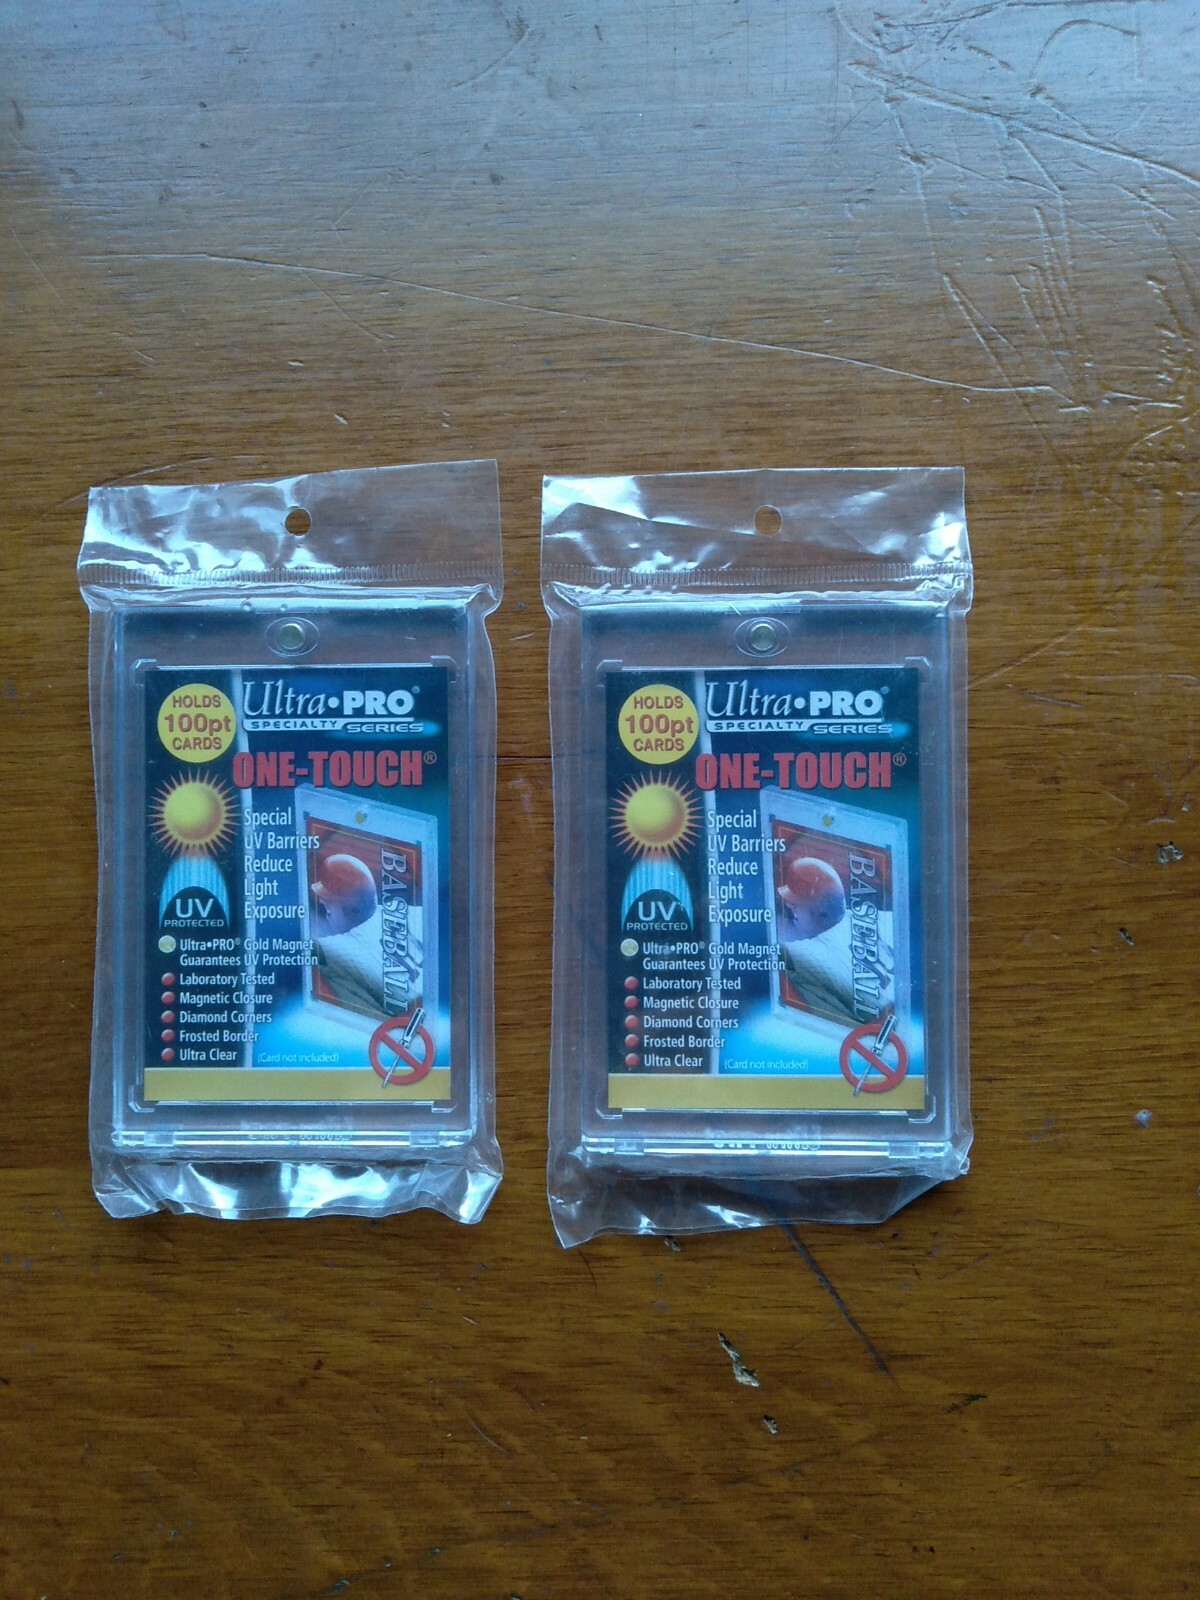 HOLDS
100pt
CARDS
Ultra•PRO®
SPECIALTY SERIES
ONE-TOUCH®
Special
UV Barriers
Reduce
Light
Exposure
BASEBALL
UV
PROTECTED
Ultra•PRO® Gold Magnet
Guarantees UV Protection
Laboratory Tested
Magnetic Closure
Diamond Corners
Frosted Border
Ultra Clear
(Card not included)
HOLDS
100pt
CARDS
Ultra•PRO®
SPECIALTY SERIES
ONE-TOUCH®
Special
UV Barriers
Reduce
Light
Exposure
BASEBALL
UV
PROTECTED
Ultra•PRO® Gold Magnet
Guarantees UV Protection
Laboratory Tested
Magnetic Closure
Diamond Corners
Frosted Border
Ultra Clear
(Card not included)